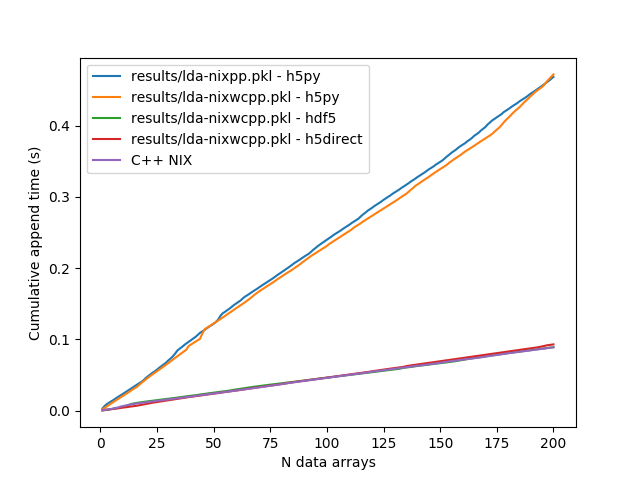 results/lda-nixpp.pkl - h5py
results/lda-nixwcpp.pkl - h5py
results/lda-nixwcpp.pkl - hdf5
results/lda-nixwcpp.pkl - h5direct
C++ NIX
Cumulative append time (s)
0.4
0.3
0.2
0.1
0.0
0 25 50 75 100 125 150 175 200
N data arrays